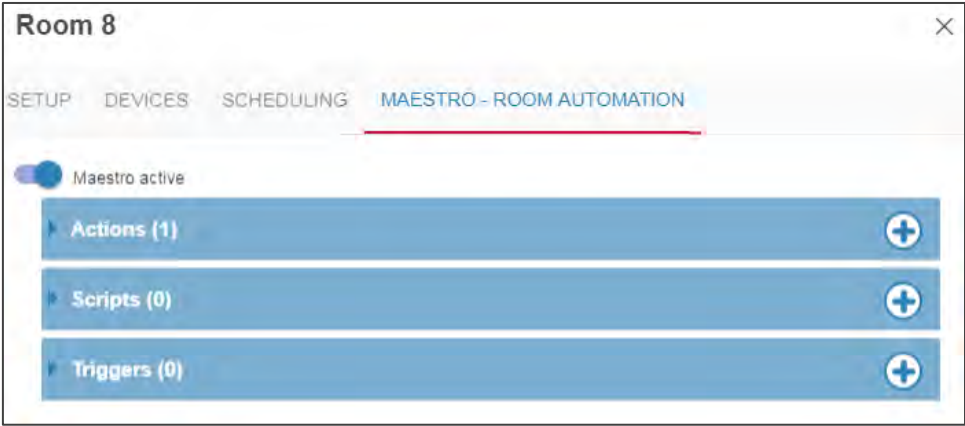 Room 8
SETUP DEVICES SCHEDULING MAESTRO - ROOM AUTOMATION
Maestro active
Actions (1)
Scripts (0)
Triggers (0)